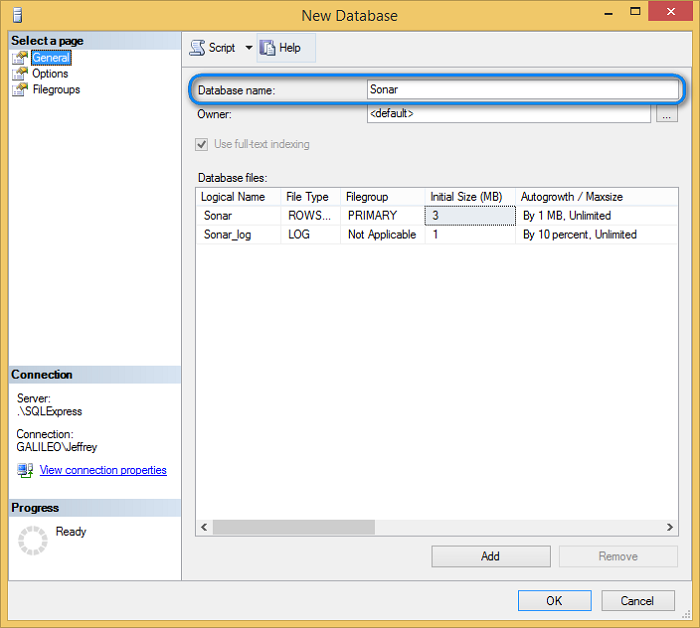 New Database
Select a page
General
Options
Filegroups
Script
Help
Database name: Sonar
Owner: <default> ...
Use full-text indexing
Database files:
Logical Name File Type Filegroup Initial Size (MB) Autogrowth / Maxsize
Sonar ROWS... PRIMARY 3 By 1 MB, Unlimited
Sonar_log LOG Not Applicable 1 By 10 percent, Unlimited
Connection
Server:
.\SQLExpress
Connection:
GALILEO\Jeffrey
View connection properties
Progress
Ready
Add Remove
OK Cancel